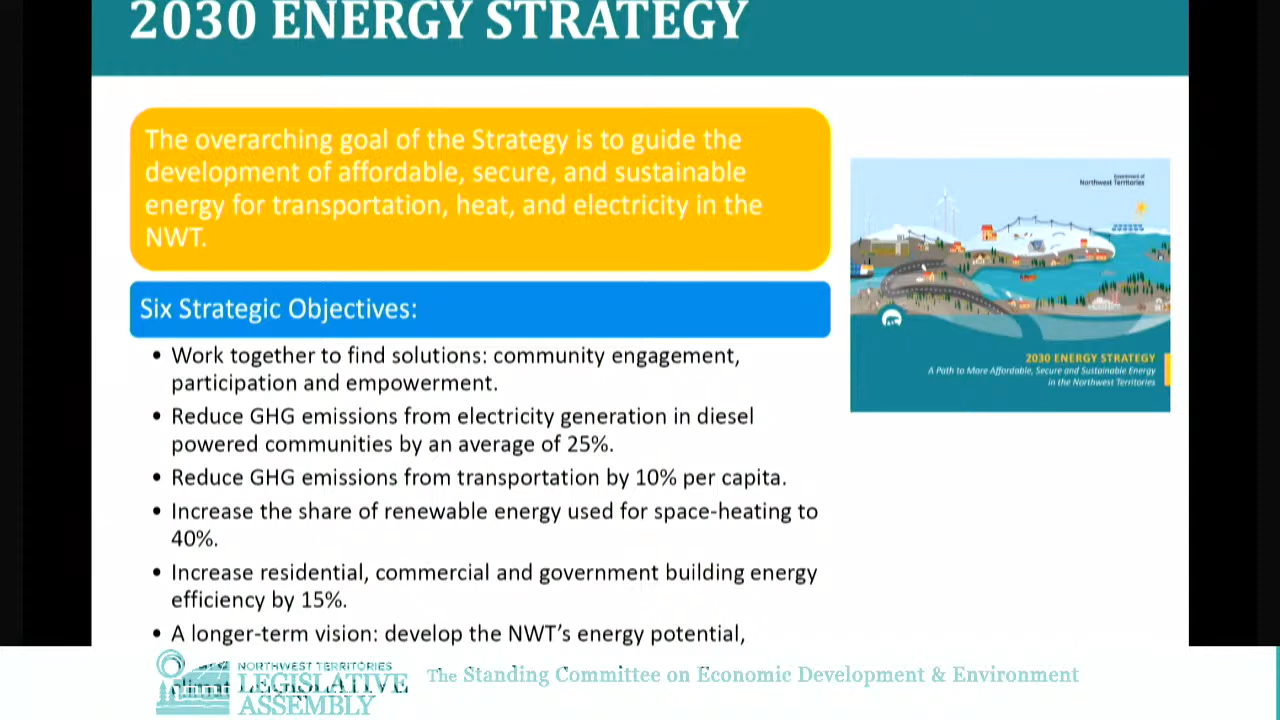 2030 ENERGY STRATEGY
The overarching goal of the Strategy is to guide the
development of affordable, secure, and sustainable
energy for transportation, heat, and electricity in the
NWT.
Six Strategic Objectives:
• Work together to find solutions: community engagement,
participation and empowerment.
• Reduce GHG emissions from electricity generation in diesel
powered communities by an average of 25%.
• Reduce GHG emissions from transportation by 10% per capita.
• Increase the share of renewable energy used for space-heating to
40%.
• Increase residential, commercial and government building energy
efficiency by 15%.
• A longer-term vision: develop the NWT’s energy potential,
Government of
Northwest Territories
2030 ENERGY STRATEGY
A Path to More Affordable, Secure and Sustainable Energy
in the Northwest Territories
NORTHWEST TERRITORIES
LEGISLATIVE
ASSEMBLY
The Standing Committee on Economic Development & Environment